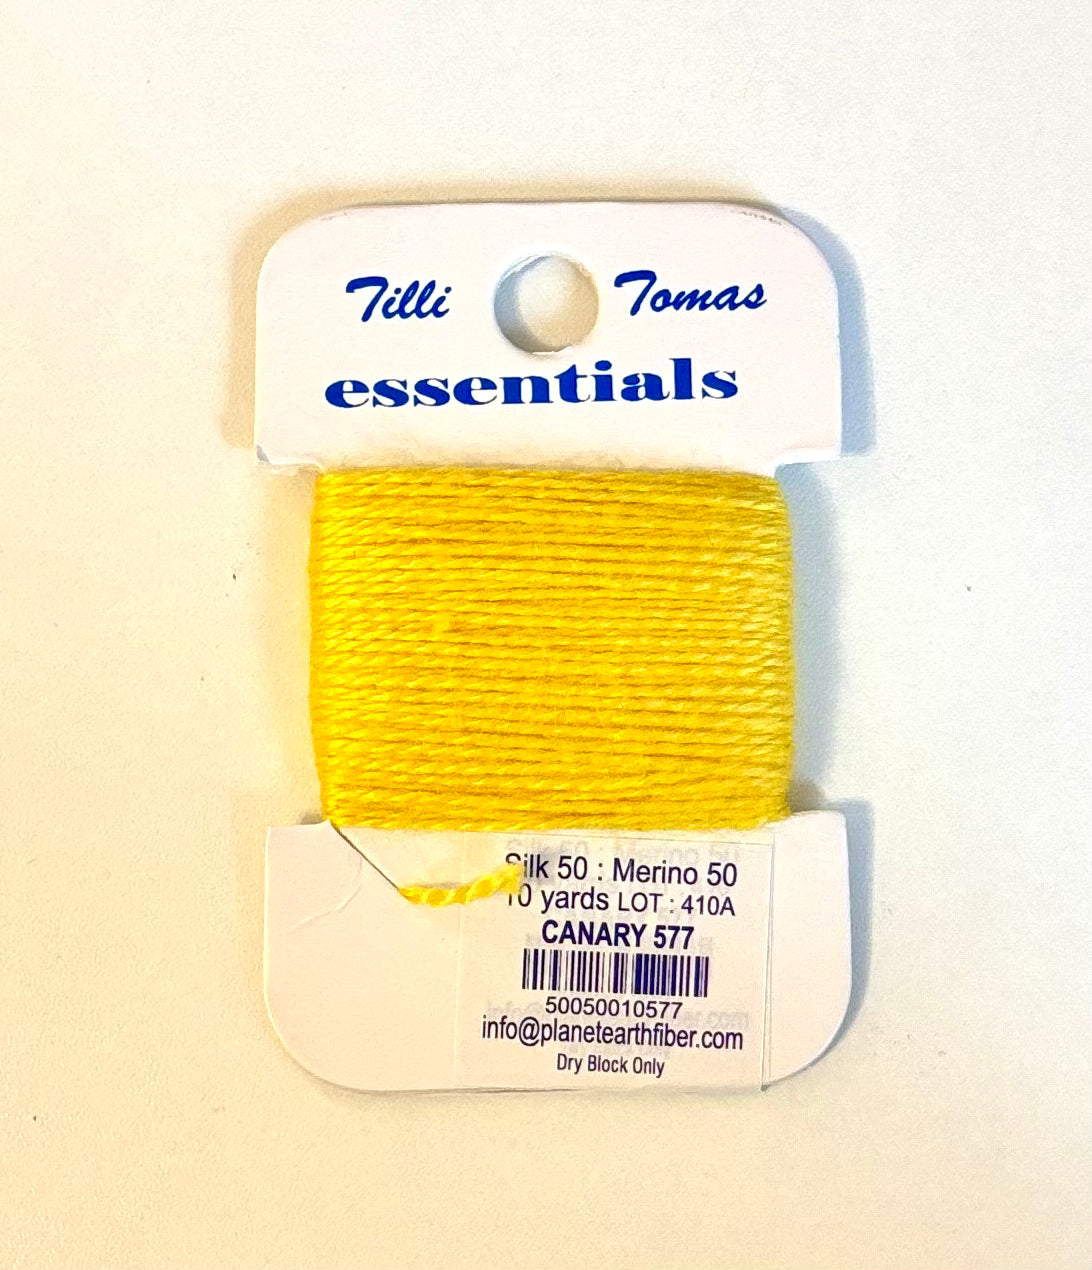 Tilli Tomas
essentials
Silk 50 : Merino 50
10 yards LOT : 410A
CANARY 577
50050010577
info@planetearthfiber.com
Dry Block Only